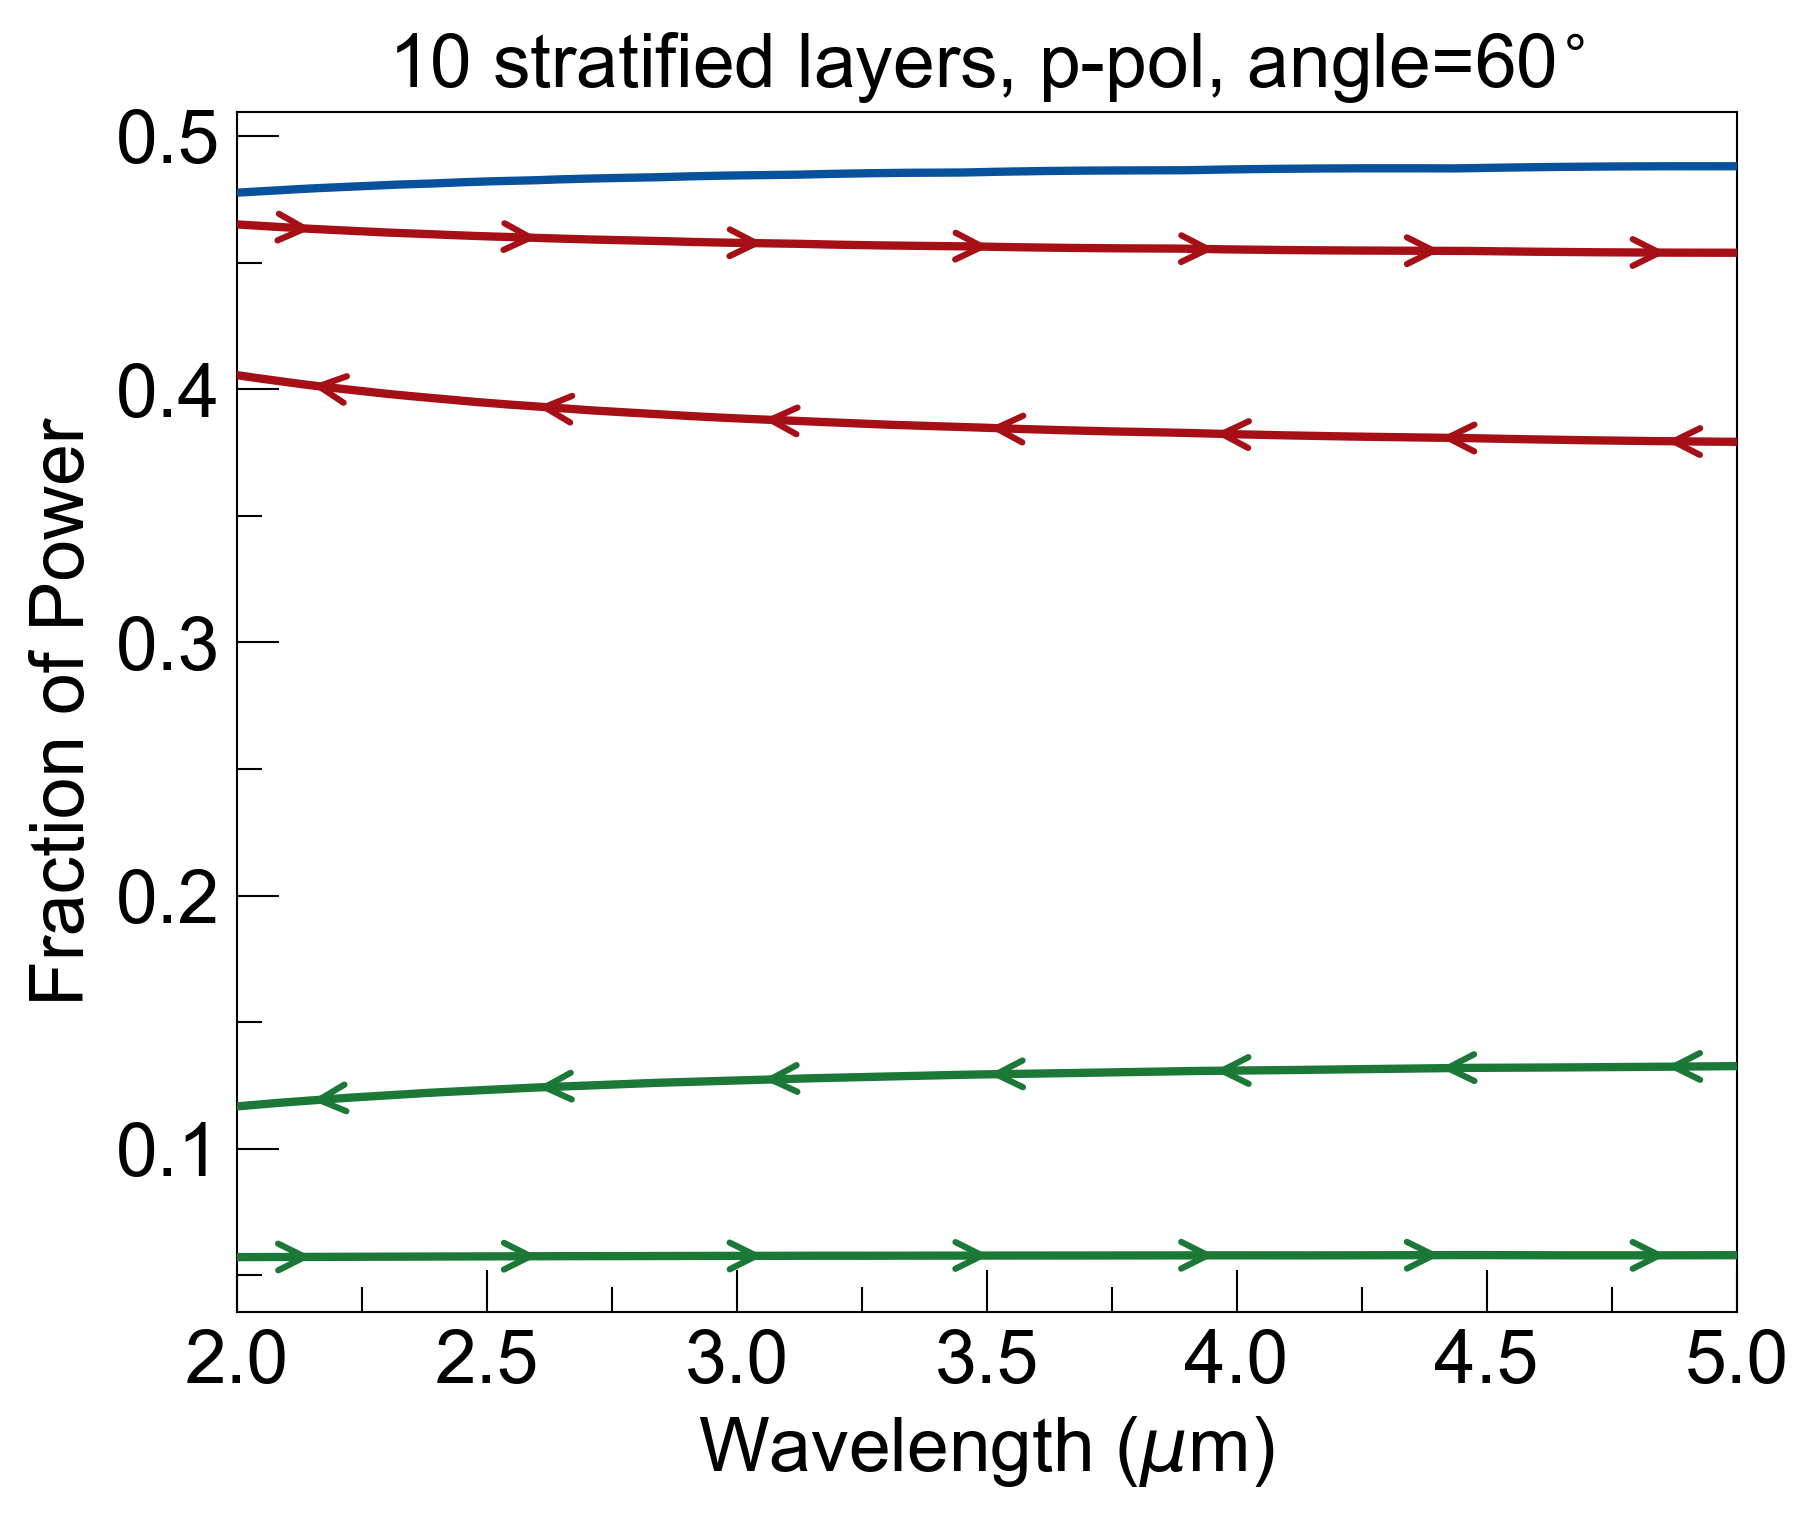 10 stratified layers, p-pol, angle=60°
0.5
0.4
0.3
0.2
0.1
Fraction of Power
2.0 2.5 3.0 3.5 4.0 4.5 5.0
Wavelength (μm)